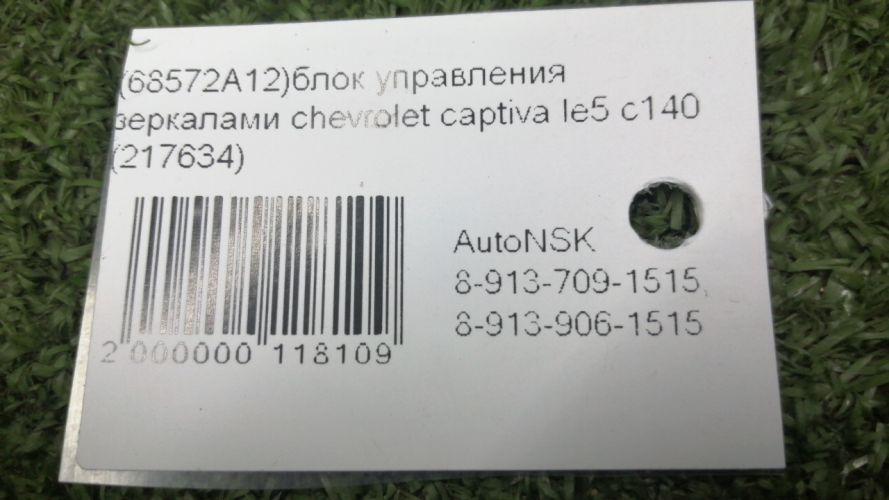 (68572A12)блок управления
зеркалами chevrolet captiva le5 c140
(217634)
AutoNSK
8-913-709-1515,
8-913-906-1515
2 000000 118109